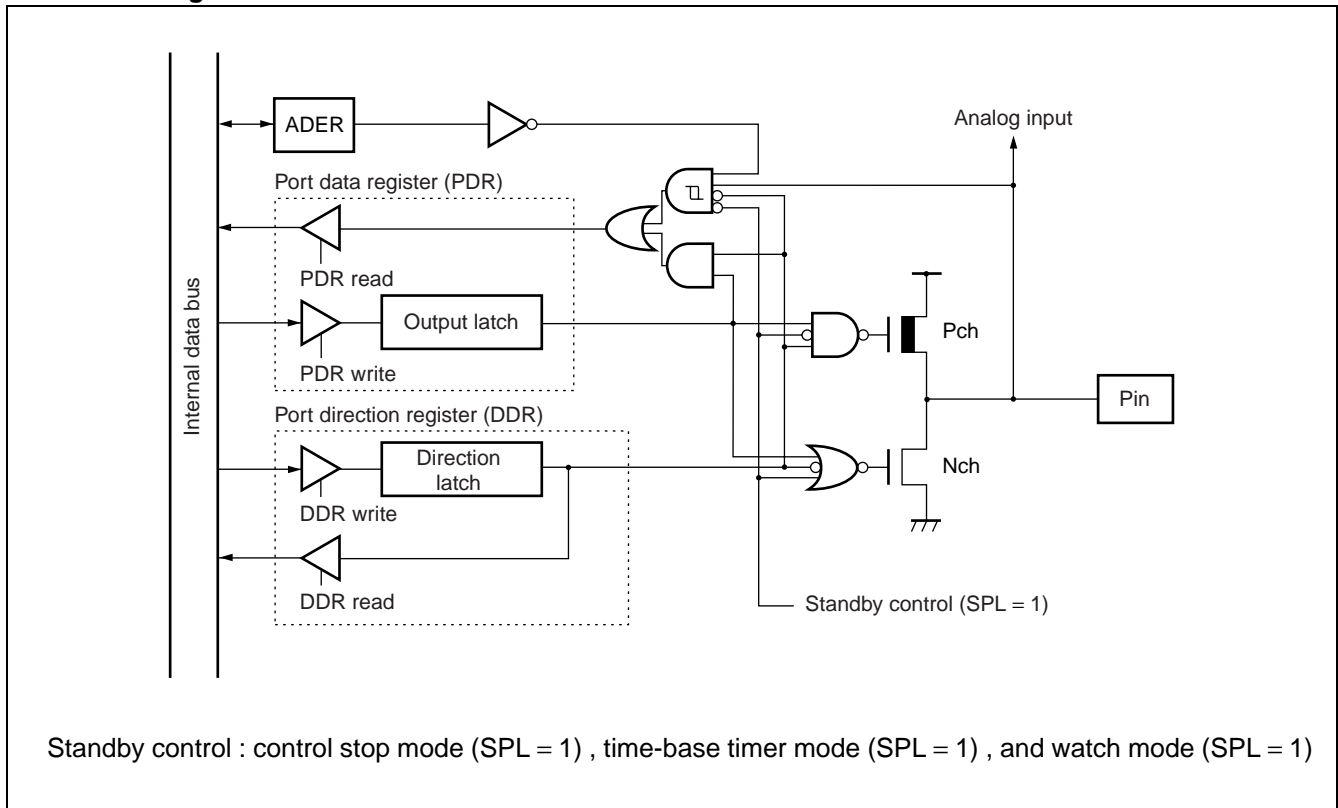 ADER
Analog input
Port data register (PDR)
PDR read
Output latch
PDR write
Internal data bus
Pch
Pin
Port direction register (DDR)
Direction
latch
Nch
DDR write
DDR read
Standby control (SPL = 1)
Standby control : control stop mode (SPL = 1) , time-base timer mode (SPL = 1) , and watch mode (SPL = 1)